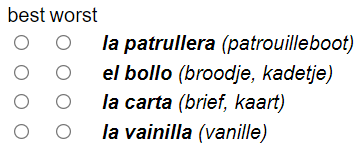 best worst
la patrullera (patrouilleboot)
el bollo (broodje, kadetje)
la carta (brief, kaart)
la vainilla (vanille)